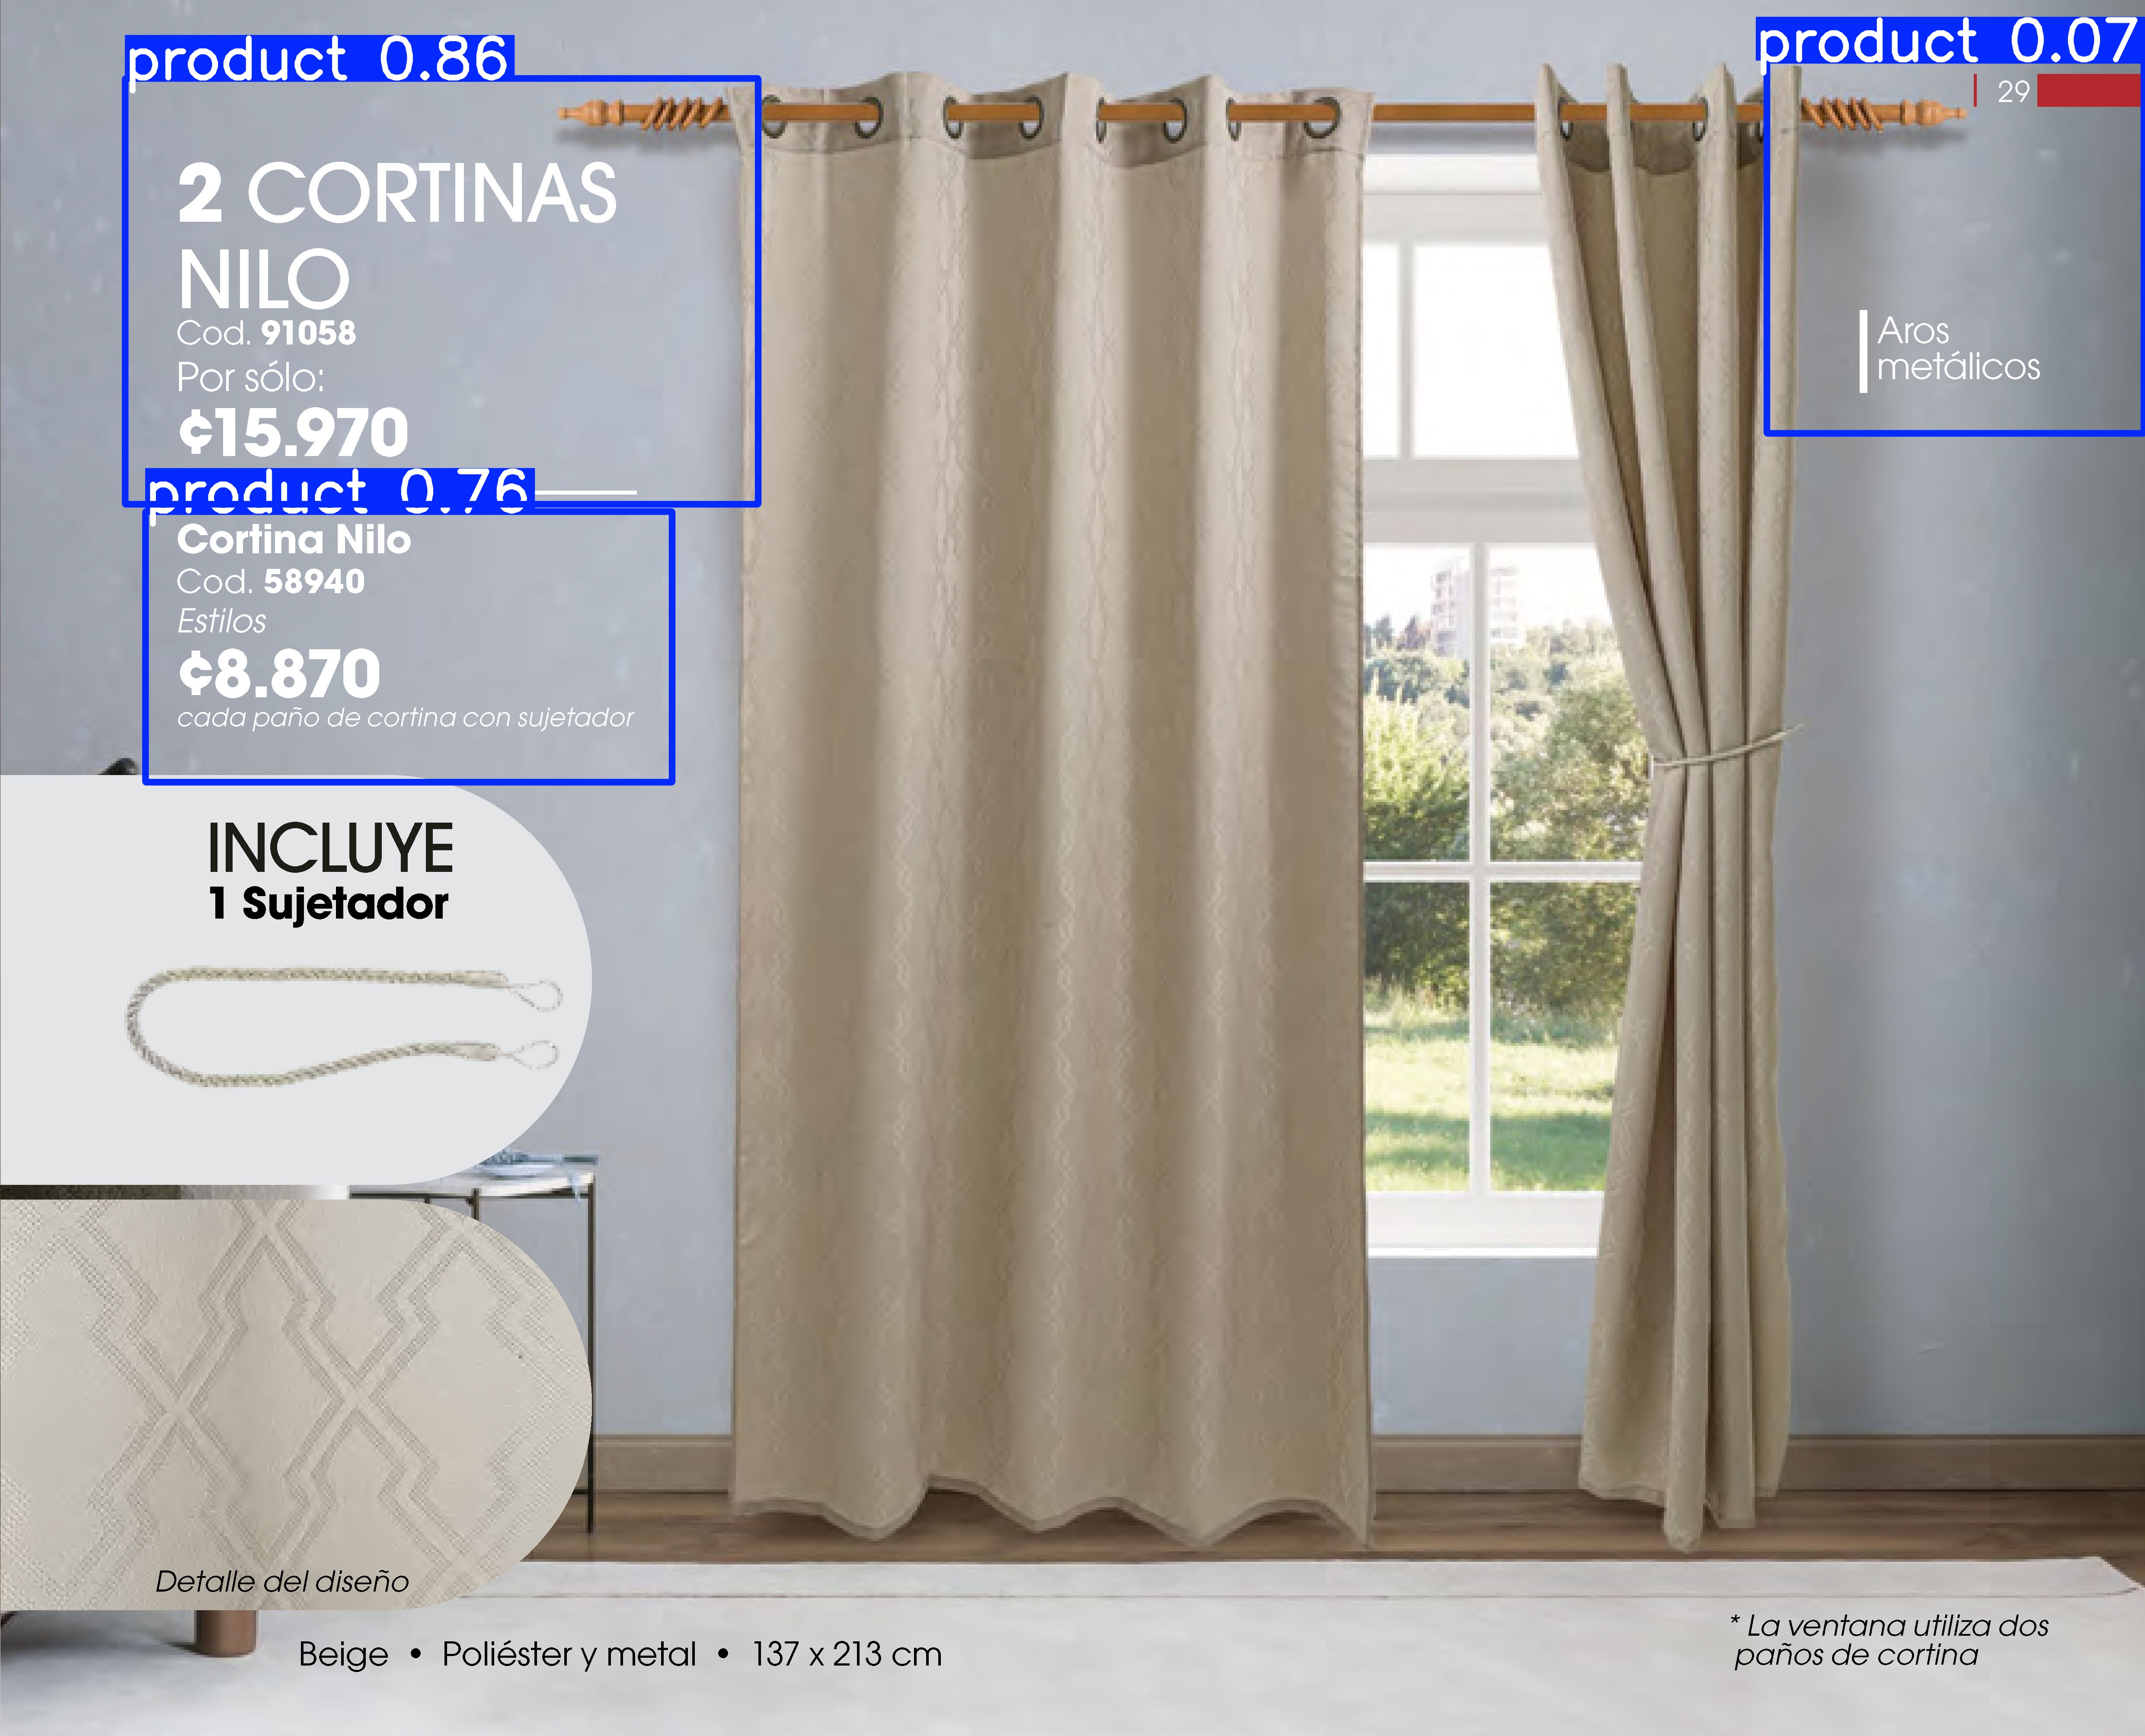 product 0.86
product 0.07
29
2 CORTINAS
NILO
Cod. 91058
Por sólo:
¢15.970
Aros
metálicos
product 0.76
Cortina Nilo
Cod. 58940
Estilos
¢8.870
cada paño de cortina con sujetador
INCLUYE
1 Sujetador
Detalle del diseño
Beige • Poliéster y metal • 137 x 213 cm
* La ventana utiliza dos
paños de cortina